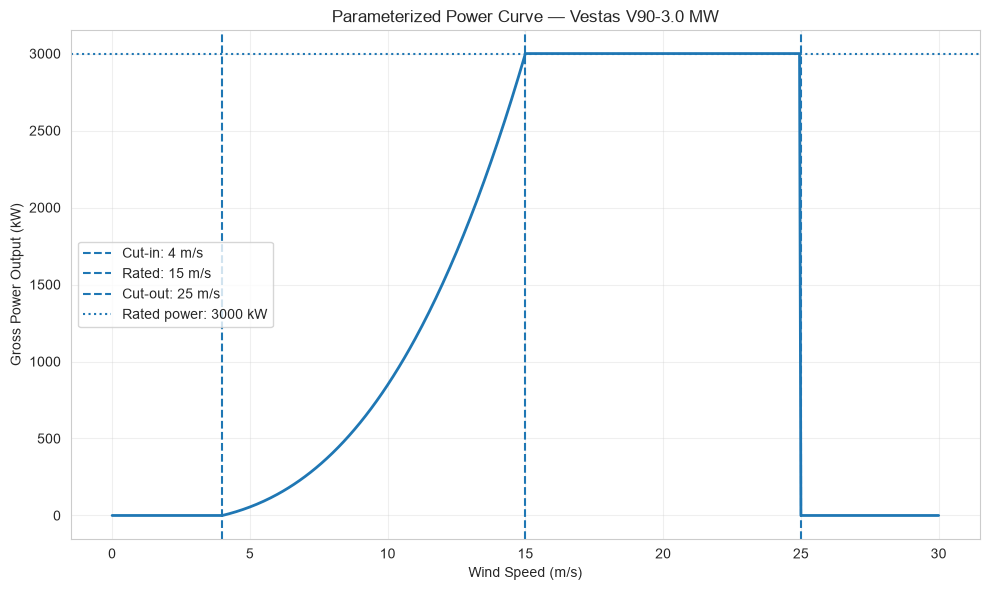 Parameterized Power Curve — Vestas V90-3.0 MW
Gross Power Output (kW)
3000
2500
2000
1500
1000
500
0
Cut-in: 4 m/s
Rated: 15 m/s
Cut-out: 25 m/s
Rated power: 3000 kW
0 5 10 15 20 25 30
Wind Speed (m/s)